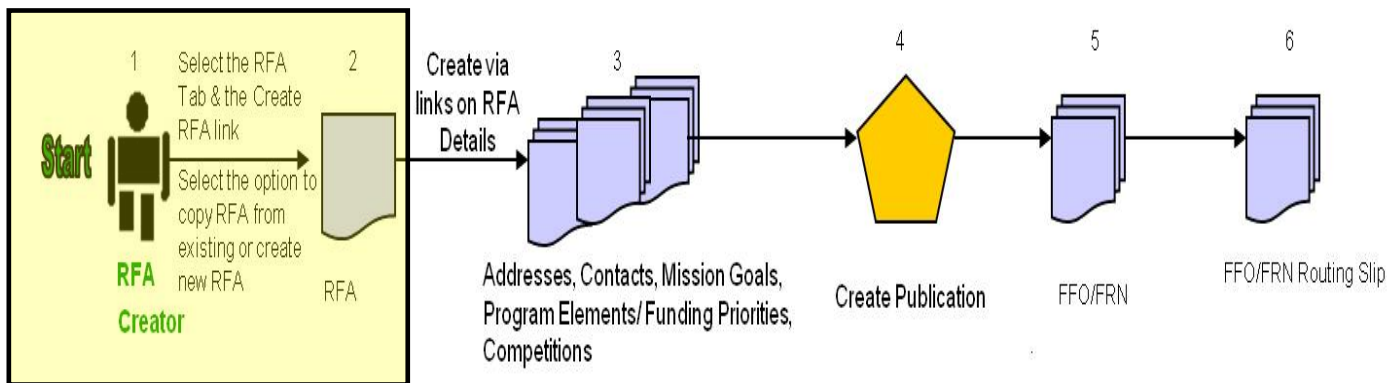 Start
1
Select the RFA
Tab & the Create
RFA link
Select the option to
copy RFA from
existing or create
new RFA
RFA
Creator
2
RFA
Create via
links on RFA
Details
3
Addresses, Contacts, Mission Goals,
Program Elements/ Funding Priorities,
Competitions
4
Create Publication
5
FFO/FRN
6
FFO/FRN Routing Slip